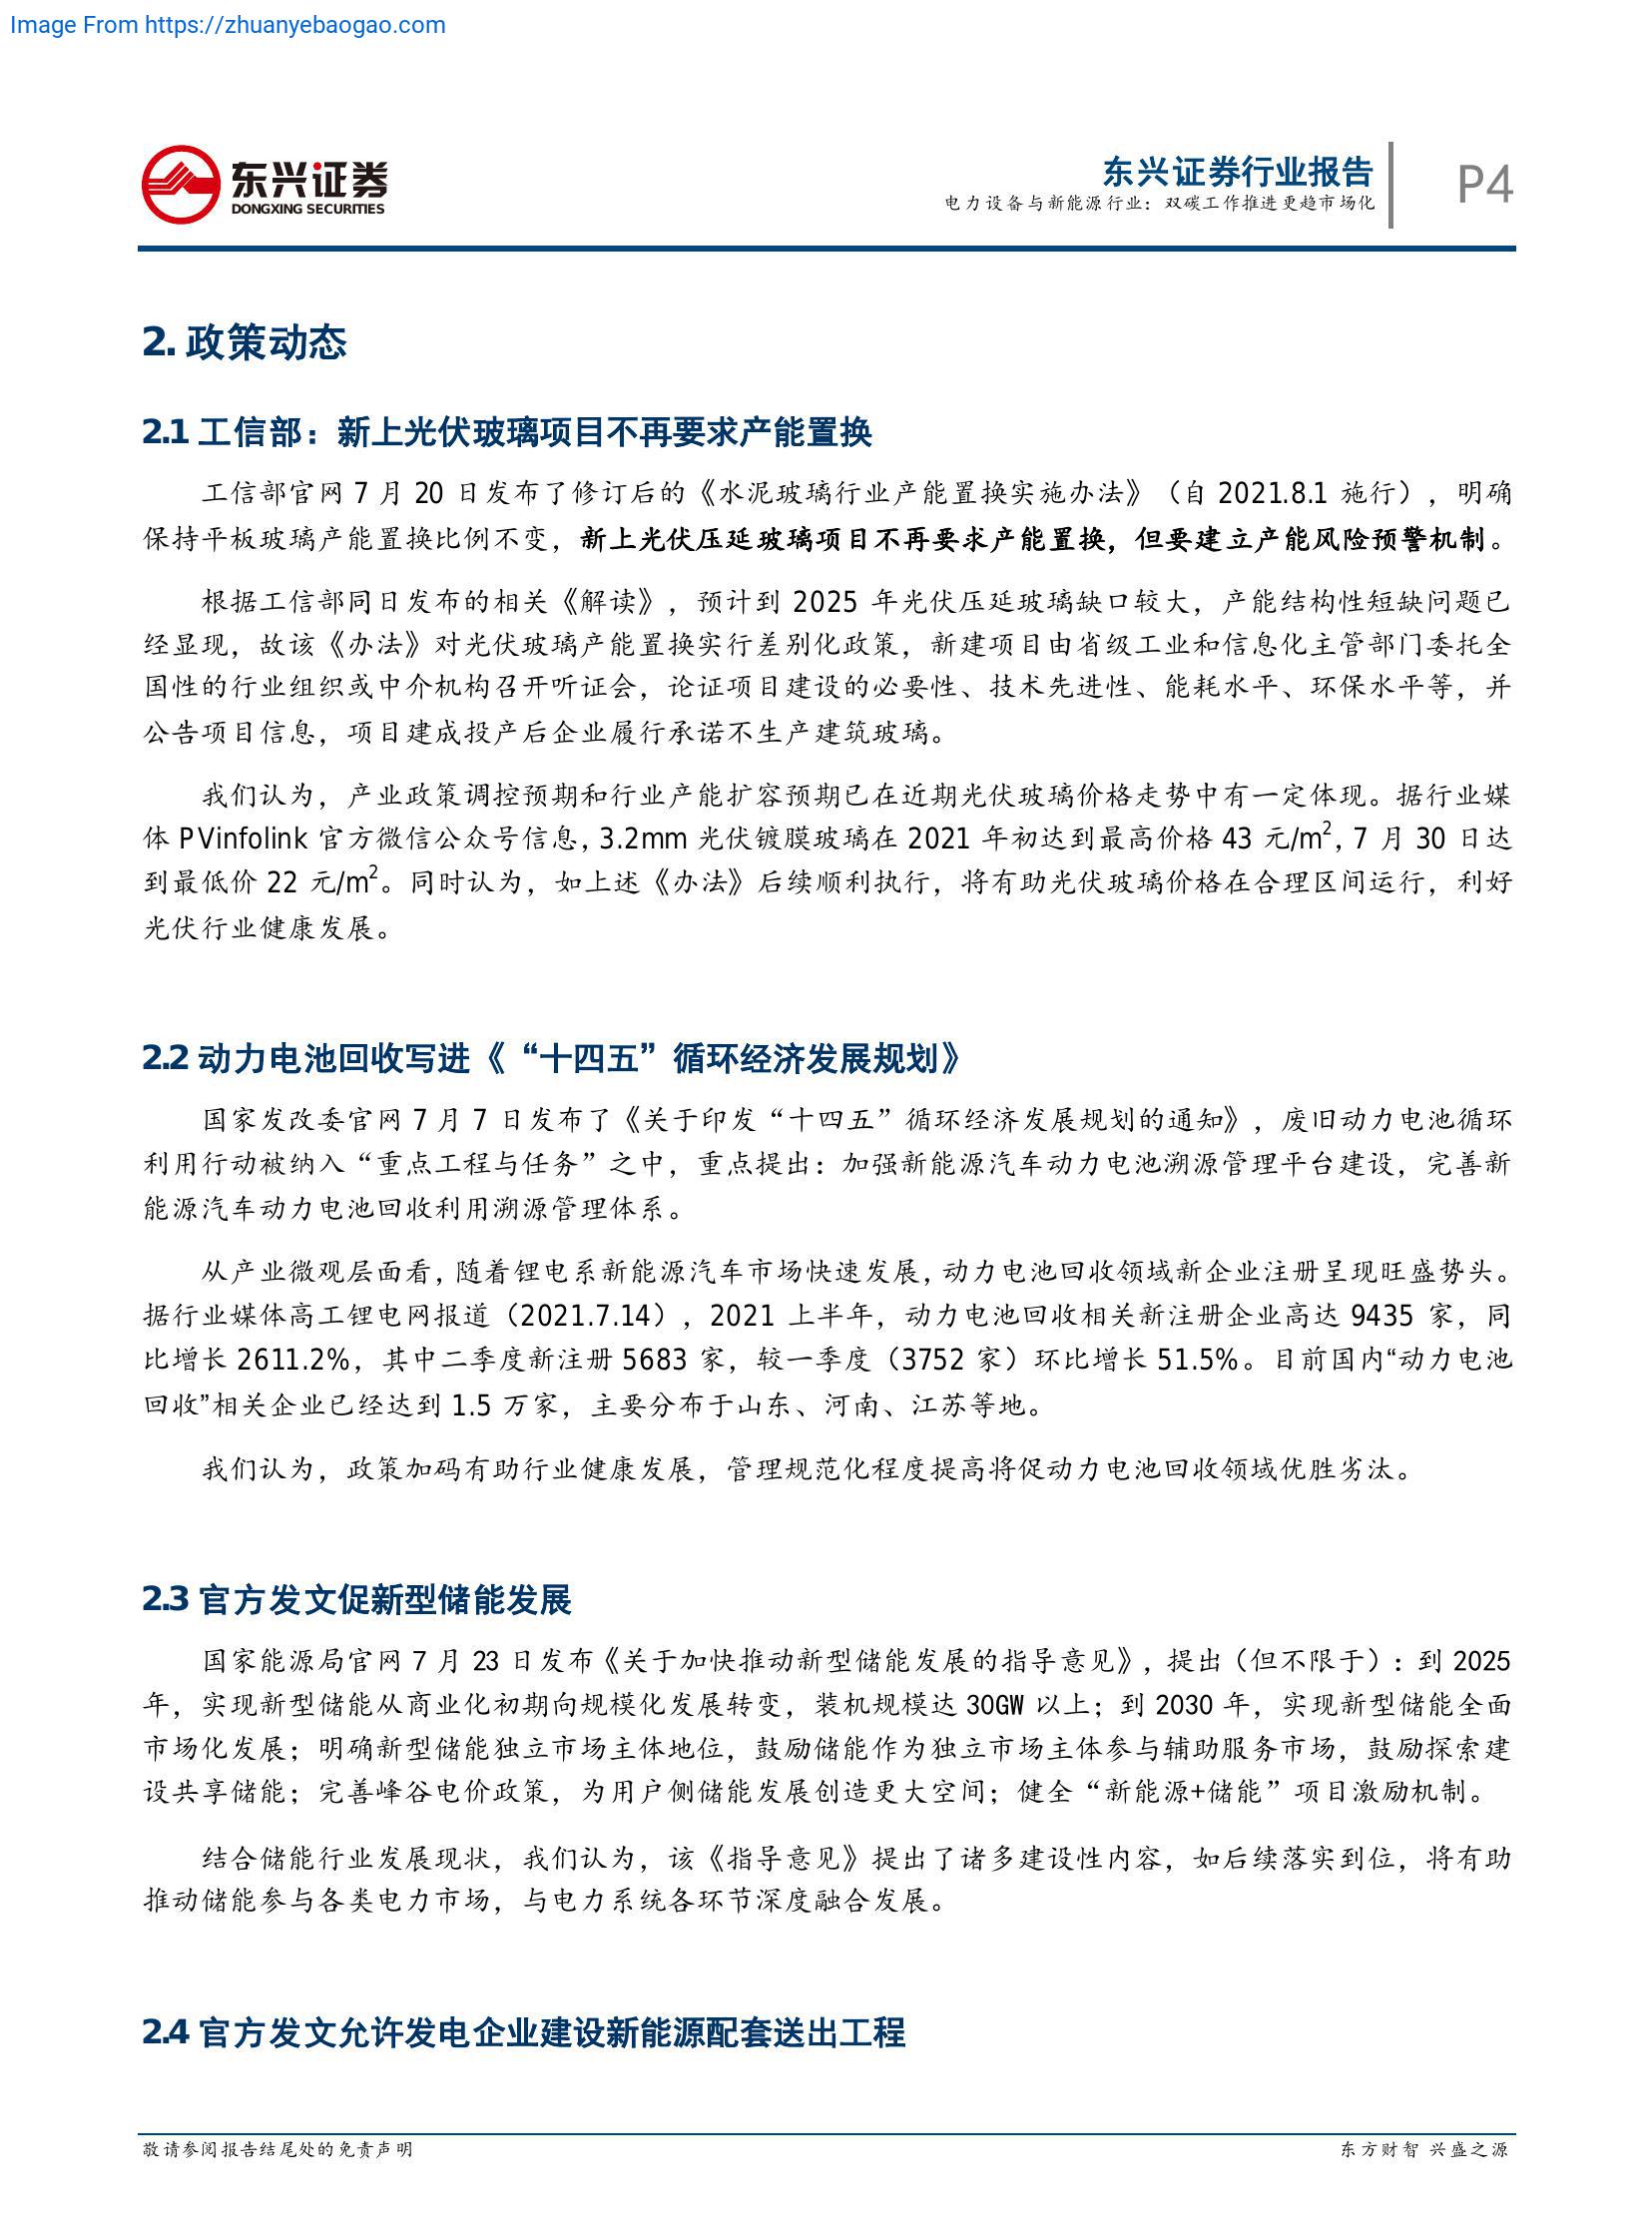 Image From https://zhuanyebaogao.com
东兴证券
DONGXING SECURITIES
东兴证券行业报告
电力设备与新能源行业：双碳工作推进更趋市场化
P4
2. 政策动态
2.1 工信部：新上光伏玻璃项目不再要求产能置换
工信部官网 7 月 20 日发布了修订后的《水泥玻璃行业产能置换实施办法》（自 2021.8.1 施行），明确
保持平板玻璃产能置换比例不变，新上光伏压延玻璃项目不再要求产能置换，但要建立产能风险预警机制。
根据工信部同日发布的相关《解读》，预计到 2025 年光伏压延玻璃缺口较大，产能结构性短缺问题已
经显现，故该《办法》对光伏玻璃产能置换实行差别化政策，新建项目由省级工业和信息化主管部门委托全
国性的行业组织或中介机构召开听证会，论证项目建设的必要性、技术先进性、能耗水平、环保水平等，并
公告项目信息，项目建成投产后企业履行承诺不生产建筑玻璃。
我们认为，产业政策调控预期和行业产能扩容预期已在近期光伏玻璃价格走势中有一定体现。据行业媒
体 PVinfolink 官方微信公众号信息，3.2mm 光伏镀膜玻璃在 2021 年初达到最高价格 43 元/m²，7 月 30 日达
到最低价 22 元/m²。同时认为，如上述《办法》后续顺利执行，将有助光伏玻璃价格在合理区间运行，利好
光伏行业健康发展。
2.2 动力电池回收写进《“十四五”循环经济发展规划》
国家发改委官网 7 月 7 日发布了《关于印发“十四五”循环经济发展规划的通知》，废旧动力电池循环
利用行动被纳入“重点工程与任务”之中，重点提出：加强新能源汽车动力电池溯源管理平台建设，完善新
能源汽车动力电池回收利用溯源管理体系。
从产业微观层面看，随着锂电系新能源汽车市场快速发展，动力电池回收领域新企业注册呈现旺盛势头。
据行业媒体高工锂电网报道（2021.7.14），2021 上半年，动力电池回收相关新注册企业高达 9435 家，同
比增长 2611.2%，其中二季度新注册 5683 家，较一季度（3752 家）环比增长 51.5%。目前国内“动力电池
回收”相关企业已经达到 1.5 万家，主要分布于山东、河南、江苏等地。
我们认为，政策加码有助行业健康发展，管理规范化程度提高将促动力电池回收领域优胜劣汰。
2.3 官方发文促新型储能发展
国家能源局官网 7 月 23 日发布《关于加快推动新型储能发展的指导意见》，提出（但不限于）：到 2025
年，实现新型储能从商业化初期向规模化发展转变，装机规模达 30GW 以上；到 2030 年，实现新型储能全面
市场化发展；明确新型储能独立市场主体地位，鼓励储能作为独立市场主体参与辅助服务市场，鼓励探索建
设共享储能；完善峰谷电价政策，为用户侧储能发展创造更大空间；健全“新能源+储能”项目激励机制。
结合储能行业发展现状，我们认为，该《指导意见》提出了诸多建设性内容，如后续落实到位，将有助
推动储能参与各类电力市场，与电力系统各环节深度融合发展。
2.4 官方发文允许发电企业建设新能源配套送出工程
敬请参阅报告结尾处的免责声明
东方财智 兴盛之源